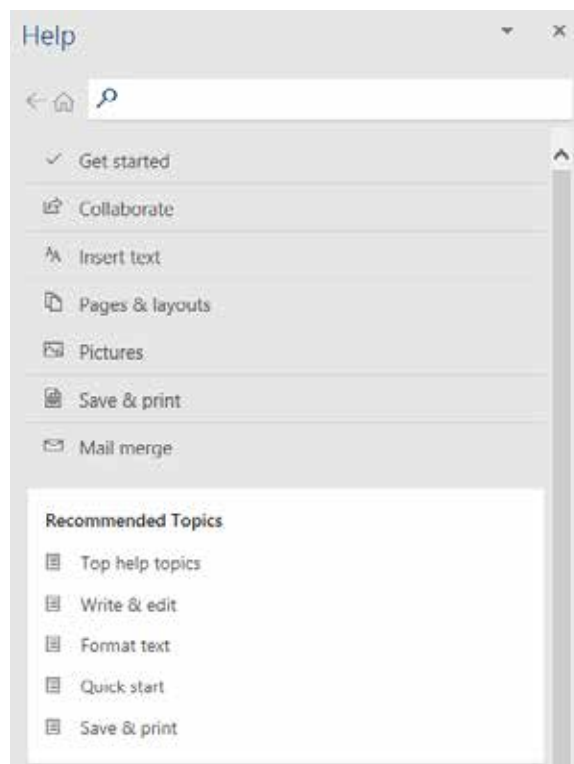 Help
Get started
Collaborate
Insert text
Pages & layouts
Pictures
Save & print
Mail merge
Recommended Topics
Top help topics
Write & edit
Format text
Quick start
Save & print